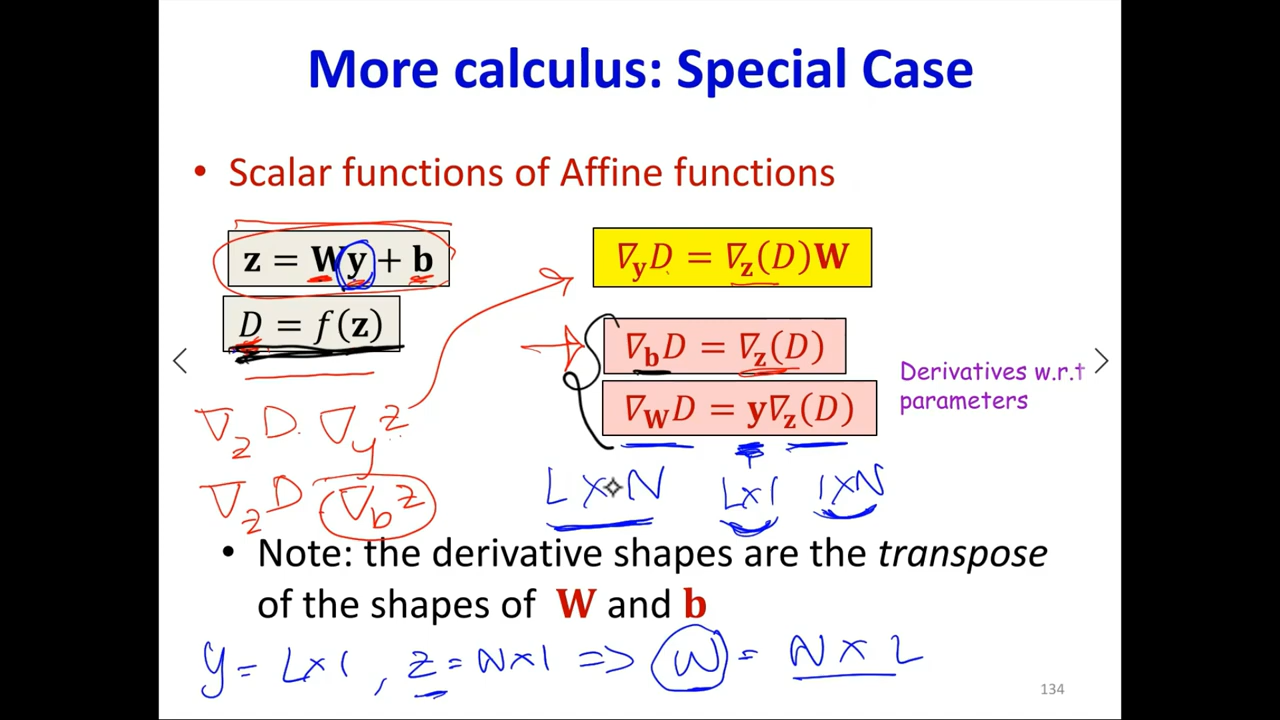 More calculus: Special Case
• Scalar functions of Affine functions
z = Wy + b
D = f(z)
∇_y D = ∇_z(D)W
∇_b D = ∇_z(D)
∇_W D = y∇_z(D)
Derivatives w.r.t
parameters
∇_z D . ∇_y z
∇_z D ∇_b z
L × N
L×1
1×N
• Note: the derivative shapes are the transpose
of the shapes of W and b
y = L×1 , z = N×1 => W = N × L
134